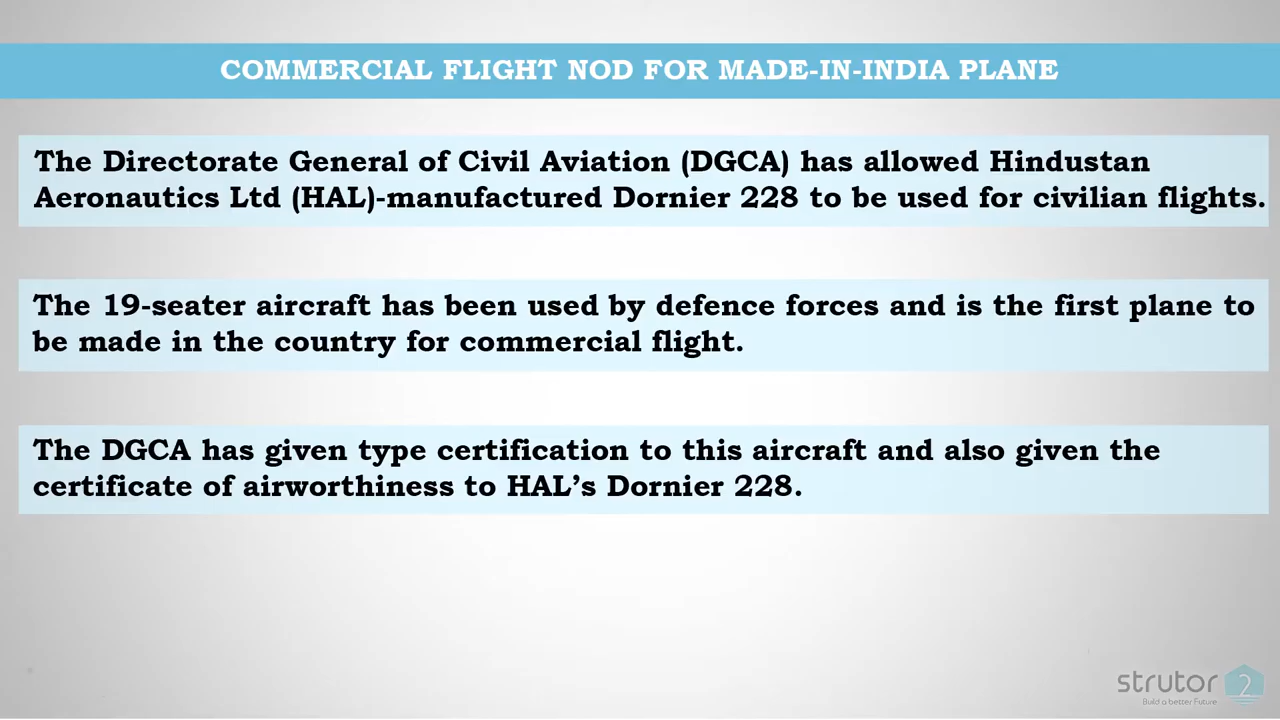 COMMERCIAL FLIGHT NOD FOR MADE-IN-INDIA PLANE
The Directorate General of Civil Aviation (DGCA) has allowed Hindustan
Aeronautics Ltd (HAL)-manufactured Dornier 228 to be used for civilian flights.
The 19-seater aircraft has been used by defence forces and is the first plane to
be made in the country for commercial flight.
The DGCA has given type certification to this aircraft and also given the
certificate of airworthiness to HAL’s Dornier 228.
strutor 2
Build a better Future